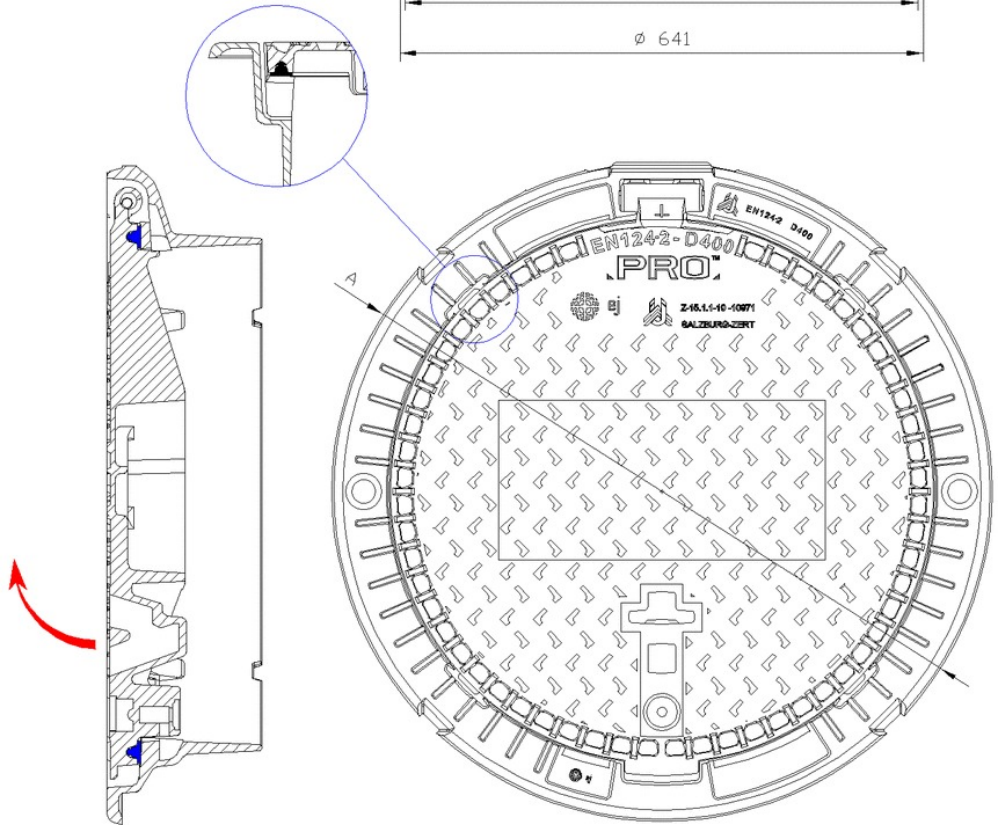 Ø 641
EN124-2 D400
EN124-2 - D400
PRO™
A
ej
Z-15.1.1-10 -10971
SALZBURG-ZERT
ej